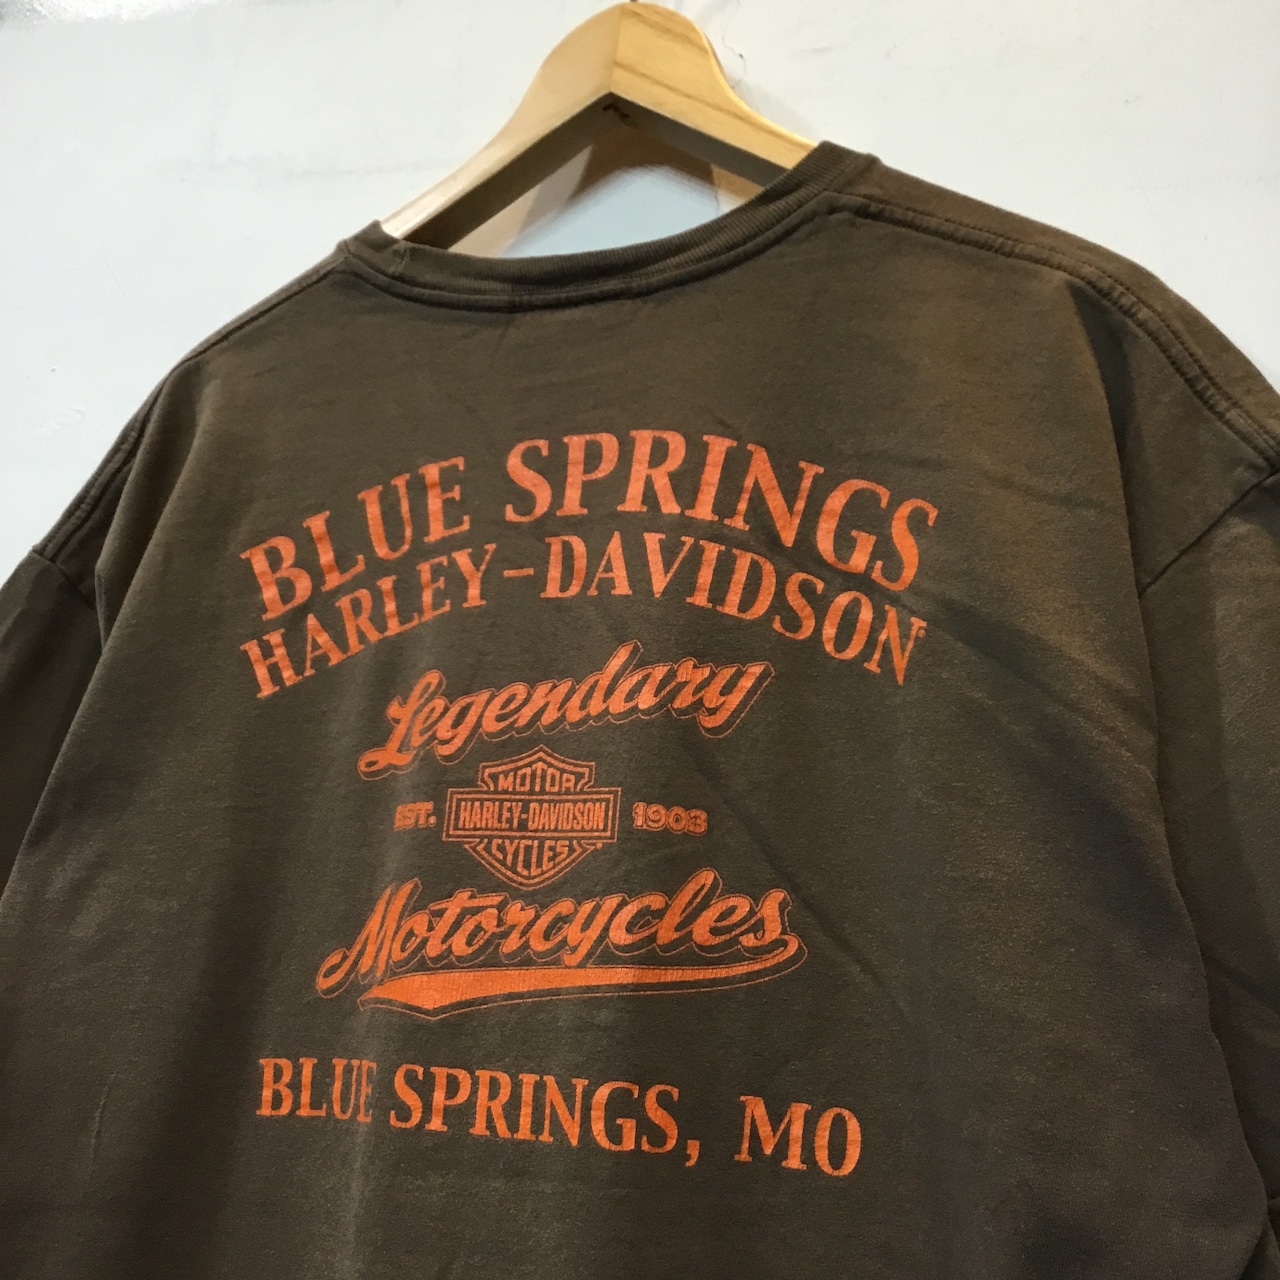 BLUE SPRINGS
HARLEY-DAVIDSON
Legendary
MOTOR
EST. HARLEY-DAVIDSON 1903
CYCLES
Motorcycles
BLUE SPRINGS, MO